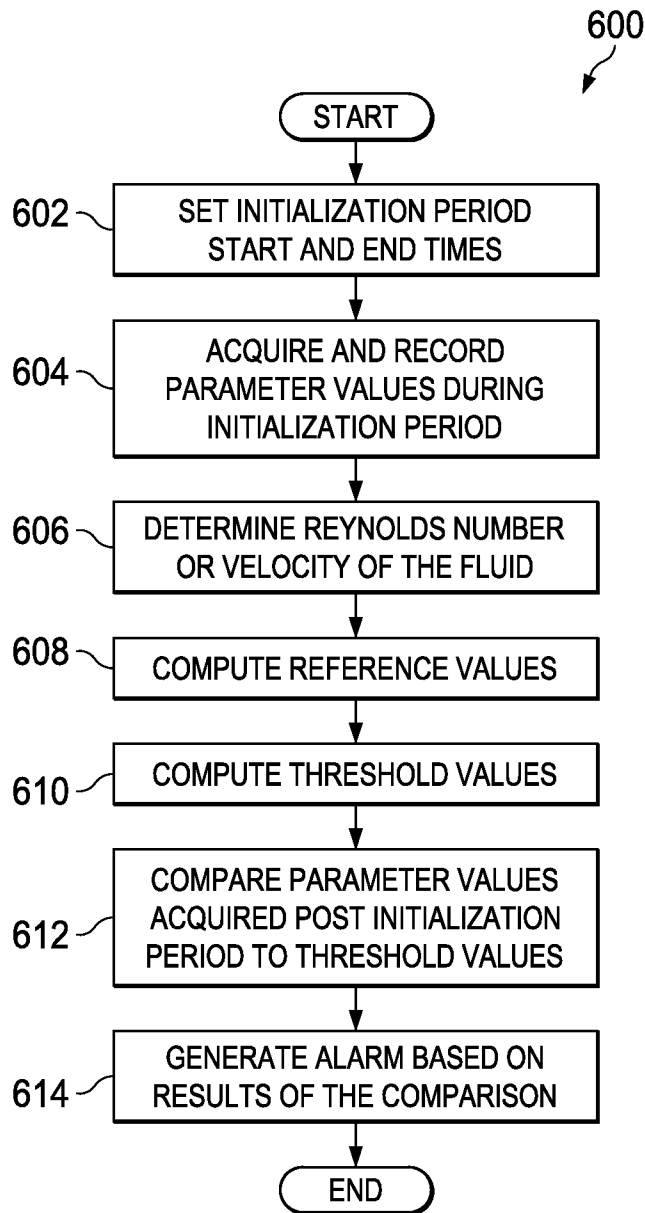 600
START
602
SET INITIALIZATION PERIOD
START AND END TIMES
604
ACQUIRE AND RECORD
PARAMETER VALUES DURING
INITIALIZATION PERIOD
606
DETERMINE REYNOLDS NUMBER
OR VELOCITY OF THE FLUID
608
COMPUTE REFERENCE VALUES
610
COMPUTE THRESHOLD VALUES
612
COMPARE PARAMETER VALUES
ACQUIRED POST INITIALIZATION
PERIOD TO THRESHOLD VALUES
614
GENERATE ALARM BASED ON
RESULTS OF THE COMPARISON
END